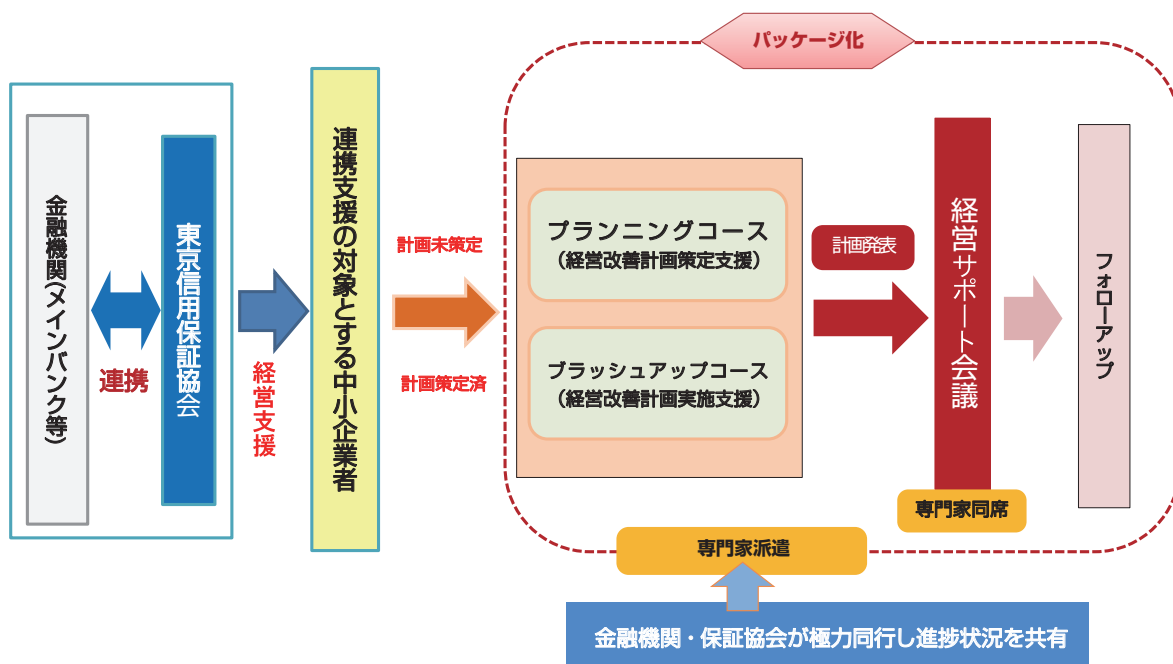 パッケージ化
金融機関(メインバンク等)
連携
東京信用保証協会
経営支援
連携支援の対象とする中小企業者
計画未策定
計画策定済
プランニングコース
(経営改善計画策定支援)
ブラッシュアップコース
(経営改善計画実施支援)
計画発表
経営サポート会議
専門家同席
フォローアップ
専門家派遣
金融機関・保証協会が極力同行し進捗状況を共有